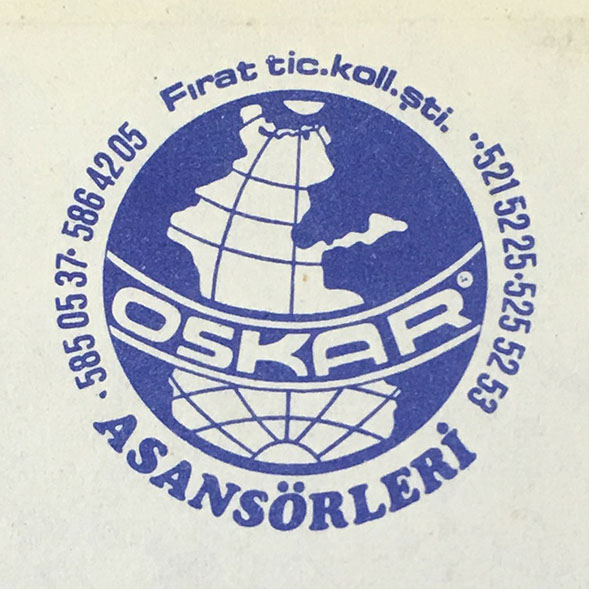 Fırat tic.koll.şti.
585 05 37 · 586 42 05
521 52 25 · 525 52 53
OSKAR
ASANSÖRLERİ